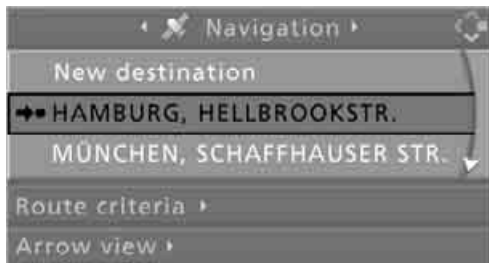 Navigation
New destination
HAMBURG, HELLBROOKSTR.
MÜNCHEN, SCHAFFHAUSER STR.
Route criteria
Arrow view